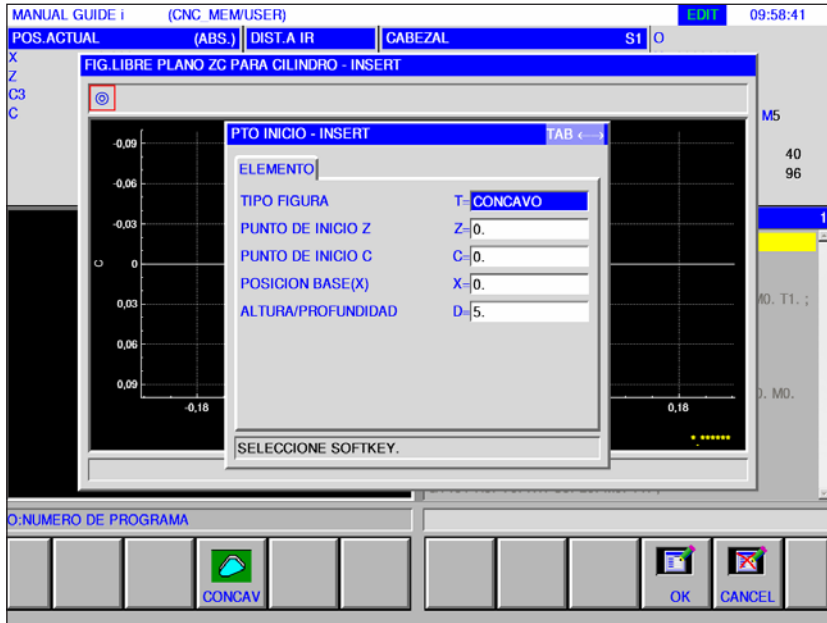 MANUAL GUIDE i (CNC_MEM/USER) EDIT 09:58:41
POS.ACTUAL (ABS.) DIST.A IR CABEZAL S1 O
X
Z
C3
C
FIG.LIBRE PLANO ZC PARA CILINDRO - INSERT
M5
40
96
1
PTO INICIO - INSERT TAB ←→
ELEMENTO
TIPO FIGURA T=CONCAVO
PUNTO DE INICIO Z Z=0.
PUNTO DE INICIO C C=0.
POSICION BASE(X) X=0.
ALTURA/PROFUNDIDAD D=5.
SELECCIONE SOFTKEY.
-0,09
-0,06
-0,03
C 0
0,03
0,06
0,09
-0,18 0,18
*.******
M0. T1. ;
0. M0.
O:NUMERO DE PROGRAMA
CONCAV OK CANCEL